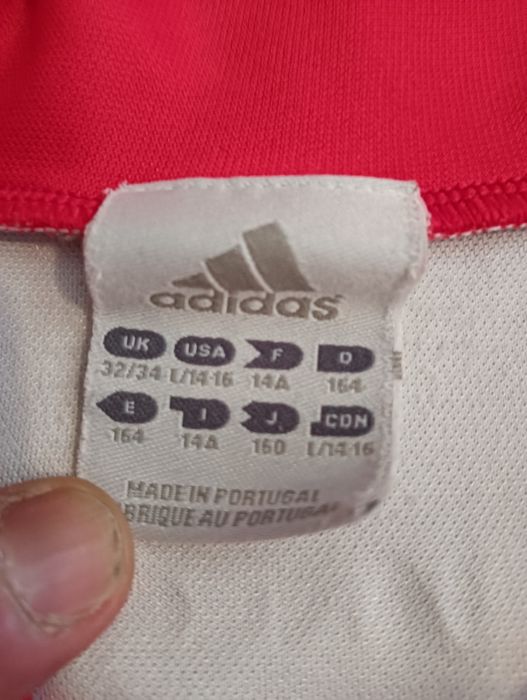 adidas
UK USA F D
32/34 L/14-16 14A 164
E I J CDN
164 14A 160 L/14-16
MADE IN PORTUGAL
BRIQUE AU PORTUGAL